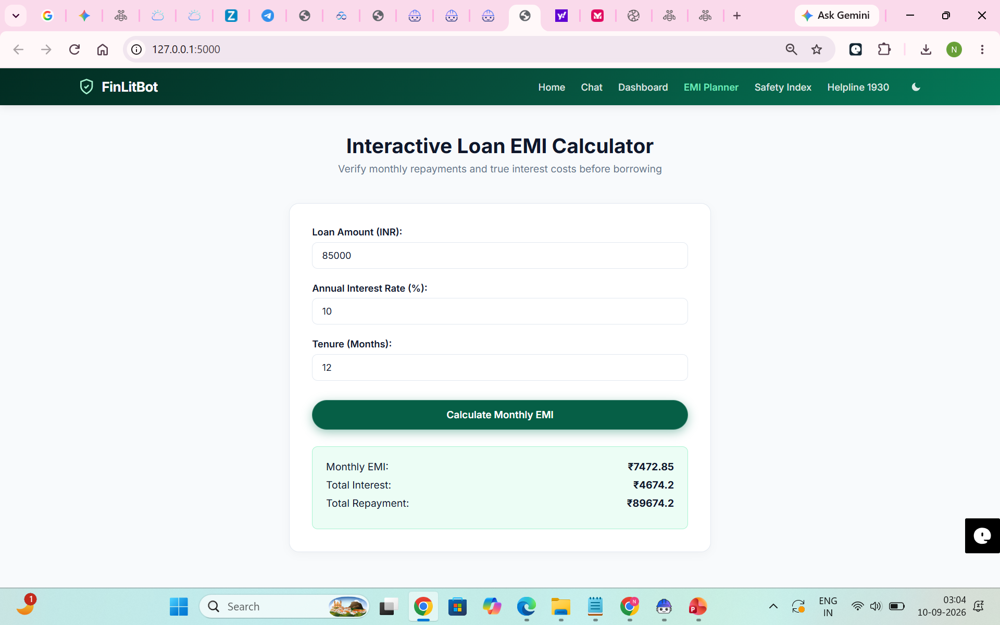 Ask Gemini
127.0.0.1:5000
N
FinLitBot
Home Chat Dashboard EMI Planner Safety Index Helpline 1930
Interactive Loan EMI Calculator
Verify monthly repayments and true interest costs before borrowing
Loan Amount (INR):
85000
Annual Interest Rate (%):
10
Tenure (Months):
12
Calculate Monthly EMI
Monthly EMI: ₹7472.85
Total Interest: ₹4674.2
Total Repayment: ₹89674.2
1
Search
N
P
ENG
IN
03:04
10-09-2026